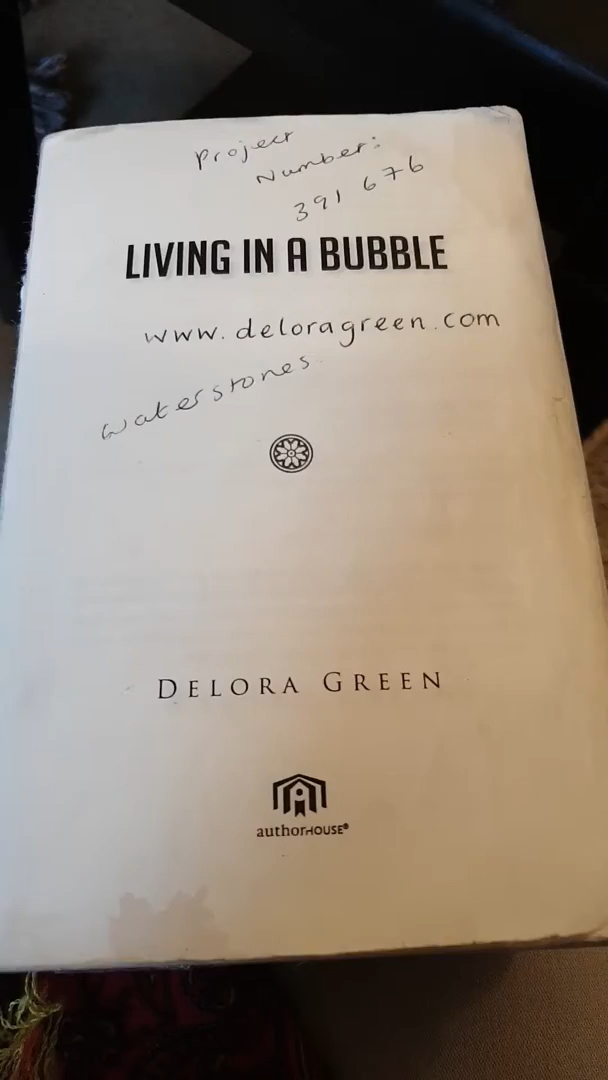 Project
Number:
391 676
LIVING IN A BUBBLE
www.deloragreen.com
waterstones
DELORA GREEN
authorHOUSE®